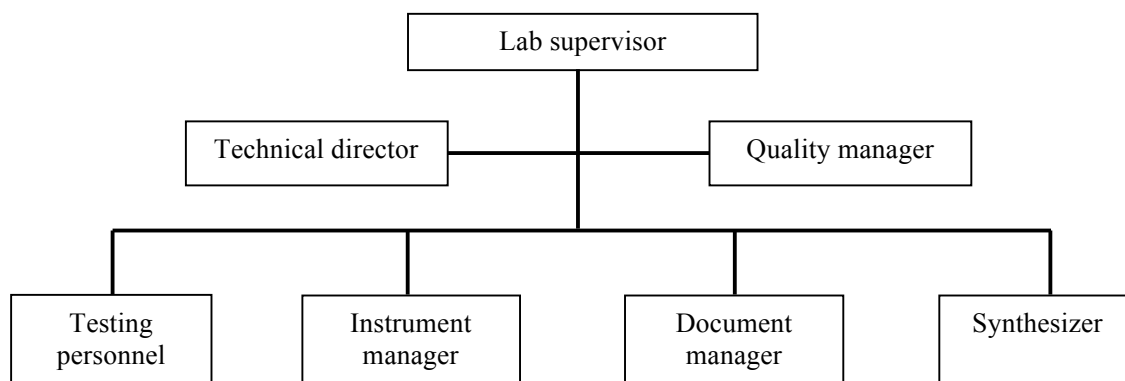 Lab supervisor
Technical director
Quality manager
Testing
personnel
Instrument
manager
Document
manager
Synthesizer